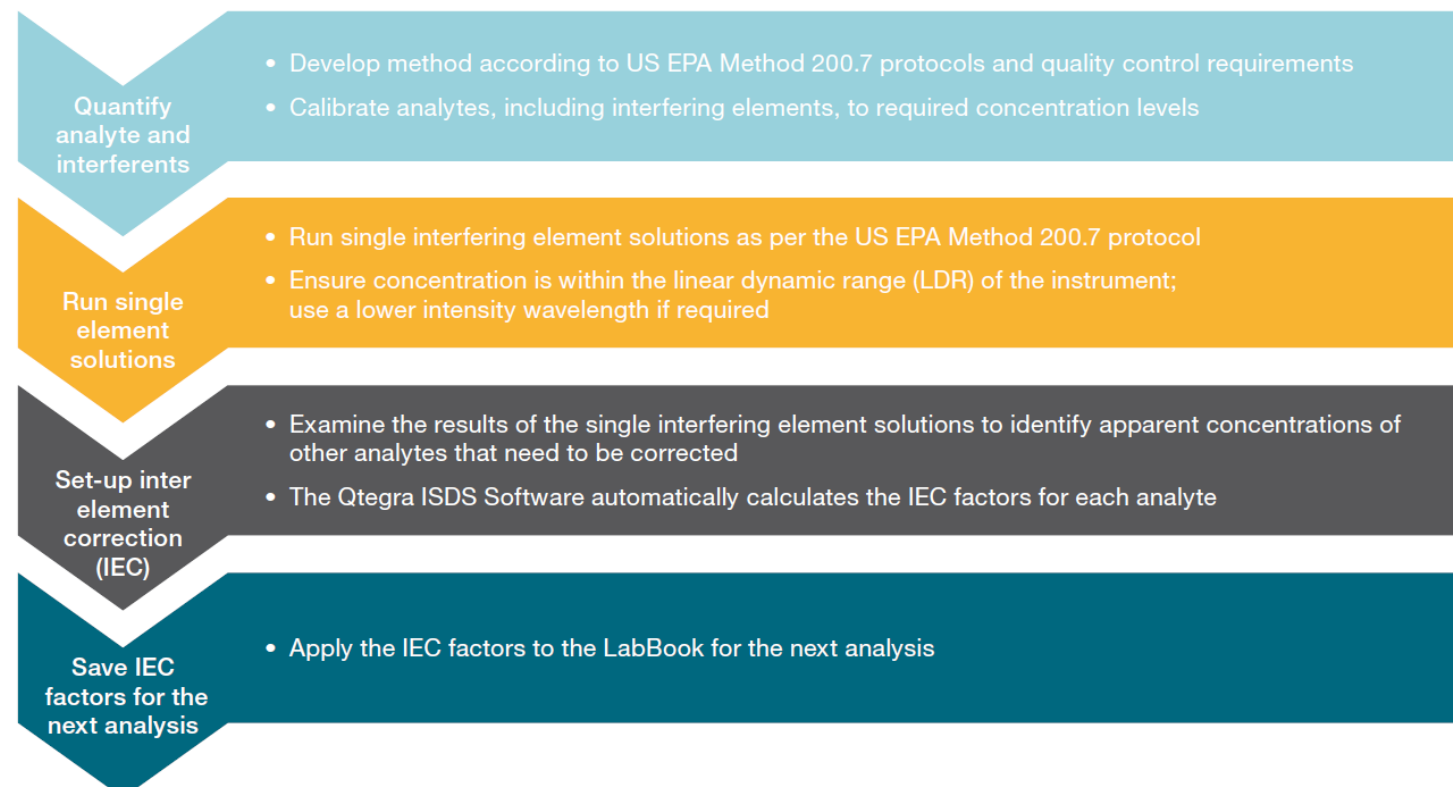 Quantify
analyte and
interferents
• Develop method according to US EPA Method 200.7 protocols and quality control requirements
• Calibrate analytes, including interfering elements, to required concentration levels
Run single
element
solutions
• Run single interfering element solutions as per the US EPA Method 200.7 protocol
• Ensure concentration is within the linear dynamic range (LDR) of the instrument;
use a lower intensity wavelength if required
Set-up inter
element
correction
(IEC)
• Examine the results of the single interfering element solutions to identify apparent concentrations of
other analytes that need to be corrected
• The Qtegra ISDS Software automatically calculates the IEC factors for each analyte
Save IEC
factors for the
next analysis
• Apply the IEC factors to the LabBook for the next analysis